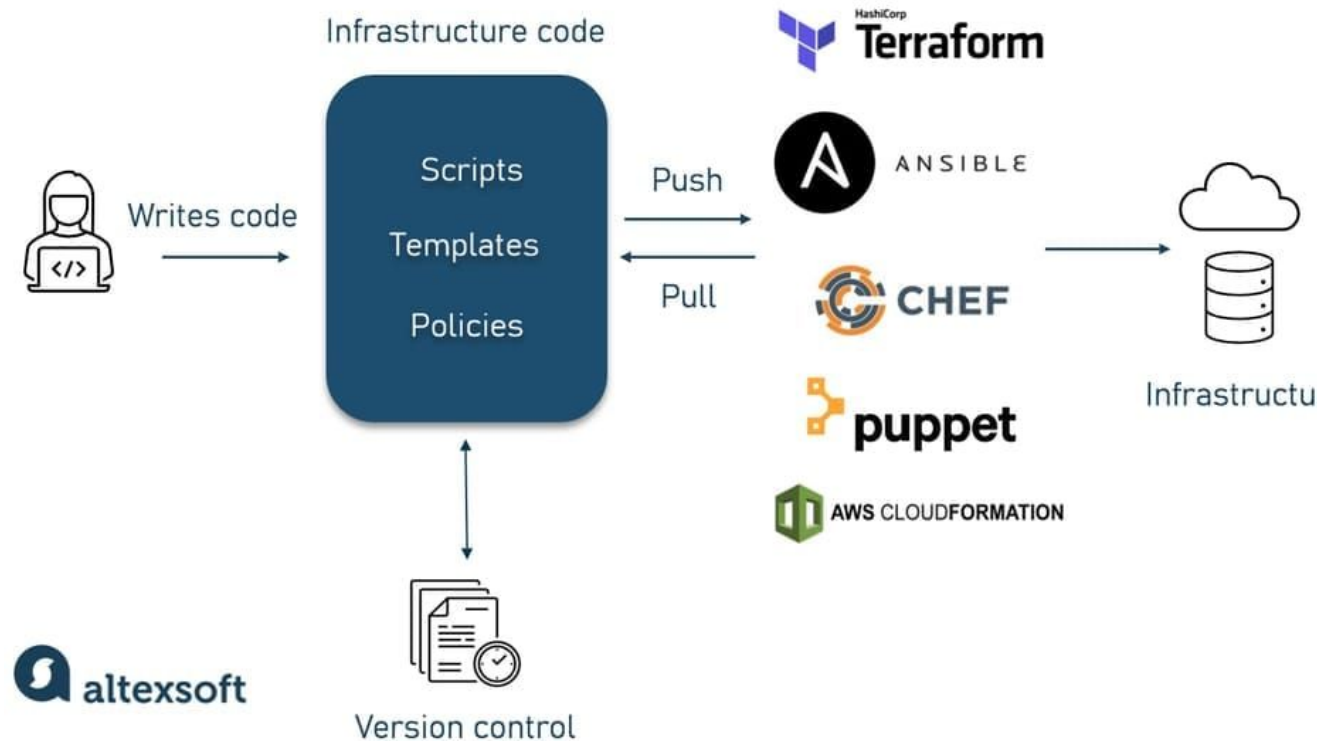 Infrastructure code
Scripts
Templates
Policies
Writes code
</>
Push
Pull
HashiCorp
Terraform
ANSIBLE
CHEF
puppet
AWS CLOUDFORMATION
Infrastructu
Version control
altexsoft